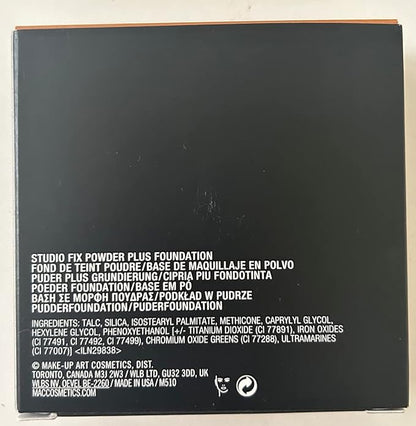 STUDIO FIX POWDER PLUS FOUNDATION
FOND DE TEINT POUDRE/BASE DE MAQUILLAJE EN POLVO
PUDER PLUS GRUNDIERUNG/CIPRIA PIU FONDOTINTA
POEDER FOUNDATION/BASE EM PÓ
ΒΑΣΗ ΣΕ ΜΟΡΦΗ ΠΟΥΔΡΑΣ/PODKŁAD W PUDRZE
PUDDERFOUNDATION/PUDERFOUNDATION
INGREDIENTS: TALC, SILICA, ISOSTEARYL PALMITATE, METHICONE, CAPRYLYL GLYCOL,
HEXYLENE GLYCOL, PHENOXYETHANOL [+/- TITANIUM DIOXIDE (CI 77891), IRON OXIDES
(CI 77491, CI 77492, CI 77499), CHROMIUM OXIDE GREENS (CI 77288), ULTRAMARINES
(CI 77007)] <ILN29838>
© MAKE-UP ART COSMETICS, DIST.
TORONTO, CANADA M3J 2W3 / WLB LTD, GU32 3DD, UK
WLBS NV, OEVEL BE-2260 / MADE IN USA / M510
MACCOSMETICS.COM